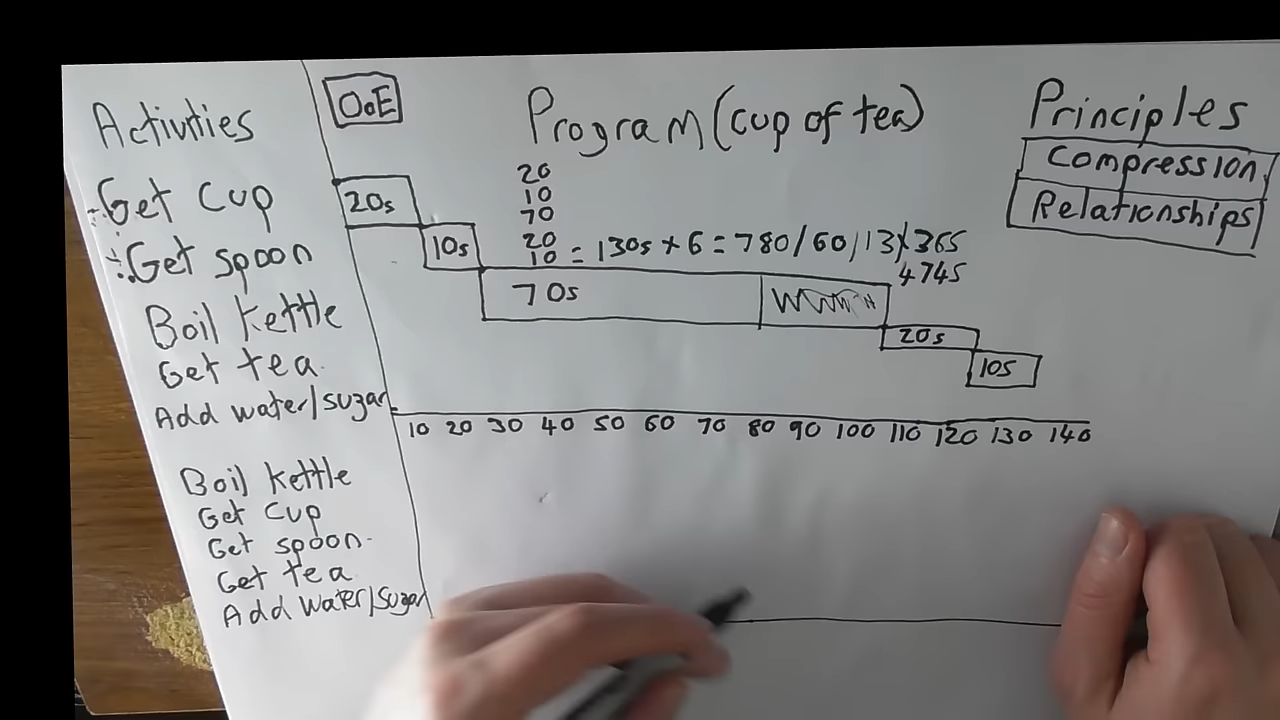 Activities
OoE
Program (cup of tea)
Principles
Compression
Relationships
Get Cup
20s
Get spoon
10s
20
10
70
20
10 = 130s x 6 = 780/60/13 x 365
4745
Boil Kettle
70s
Get tea
20s
Add water/sugar
10s
10 20 30 40 50 60 70 80 90 100 110 120 130 140
Boil Kettle
Get Cup
Get spoon
Get tea
Add water/sugar